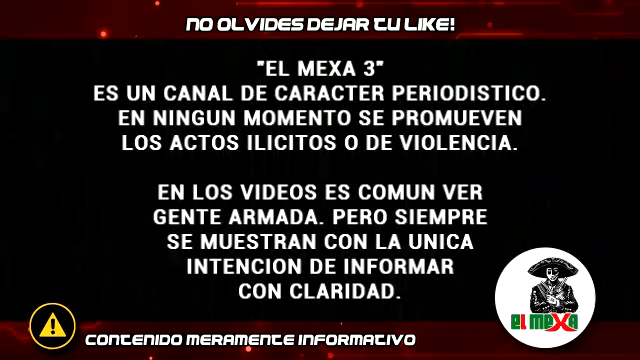 NO OLVIDES DEJAR TU LIKE!
"EL MEXA 3"
ES UN CANAL DE CARACTER PERIODISTICO.
EN NINGUN MOMENTO SE PROMUEVEN
LOS ACTOS ILICITOS O DE VIOLENCIA.
EN LOS VIDEOS ES COMUN VER
GENTE ARMADA. PERO SIEMPRE
SE MUESTRAN CON LA UNICA
INTENCION DE INFORMAR
CON CLARIDAD.
EL MEXA
CONTENIDO MERAMENTE INFORMATIVO